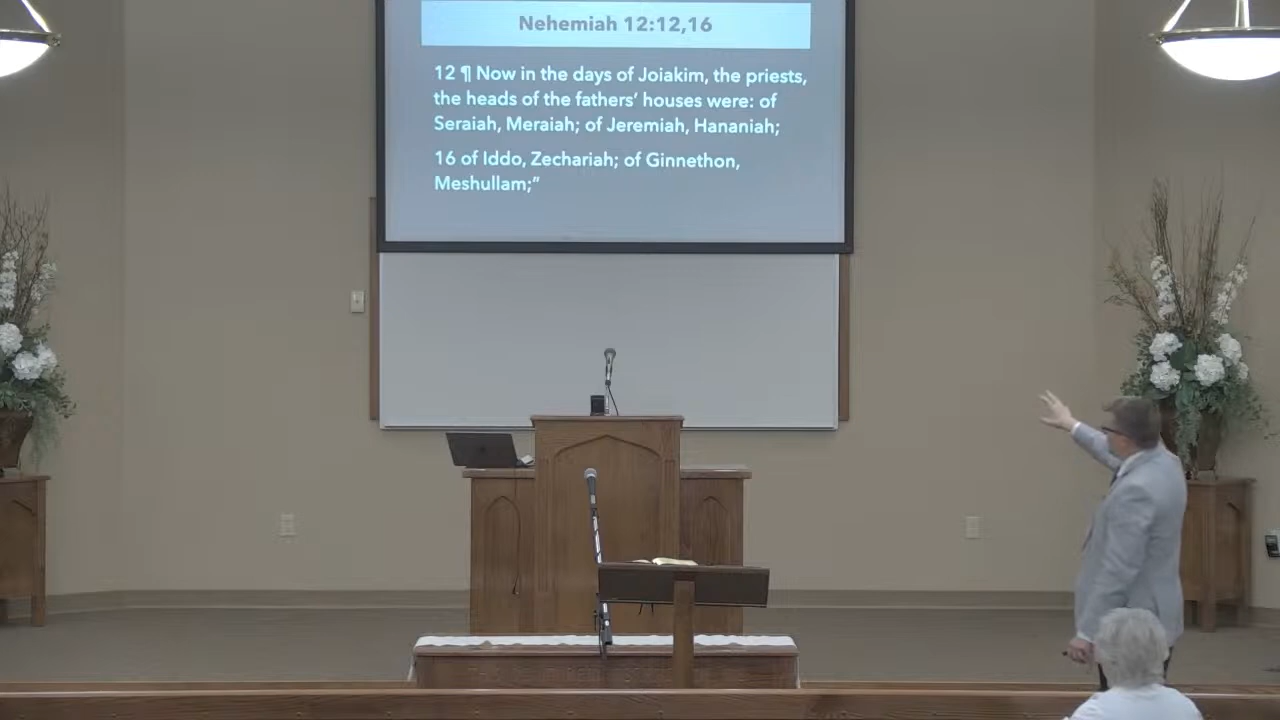 Nehemiah 12:12,16
12 ¶ Now in the days of Joiakim, the priests,
the heads of the fathers’ houses were: of
Seraiah, Meraiah; of Jeremiah, Hananiah;
16 of Iddo, Zechariah; of Ginnethon,
Meshullam;”